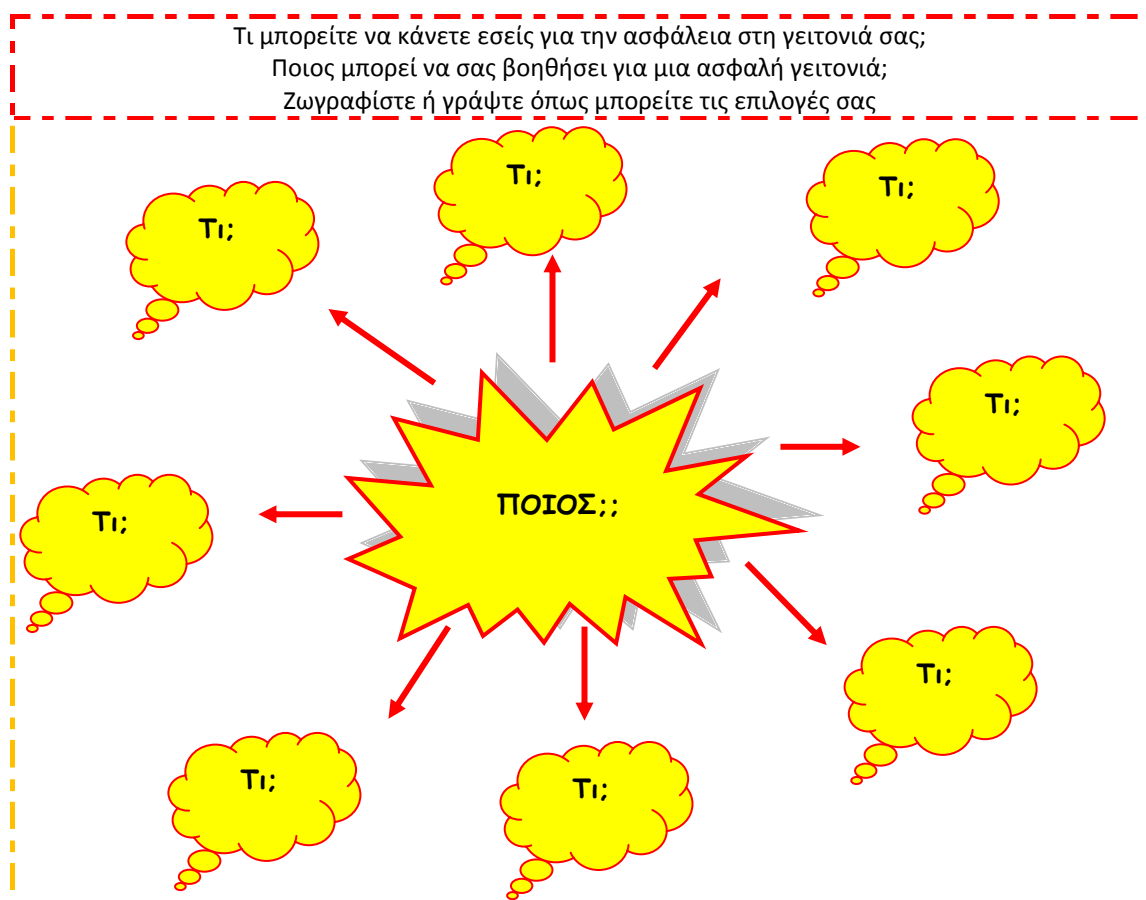 Τι μπορείτε να κάνετε εσείς για την ασφάλεια στη γειτονιά σας;
Ποιος μπορεί να σας βοηθήσει για μια ασφαλή γειτονιά;
Ζωγραφίστε ή γράψτε όπως μπορείτε τις επιλογές σας
Τι;
Τι;
Τι;
Τι;
ΠΟΙΟΣ;;
Τι;
Τι;
Τι;
Τι;